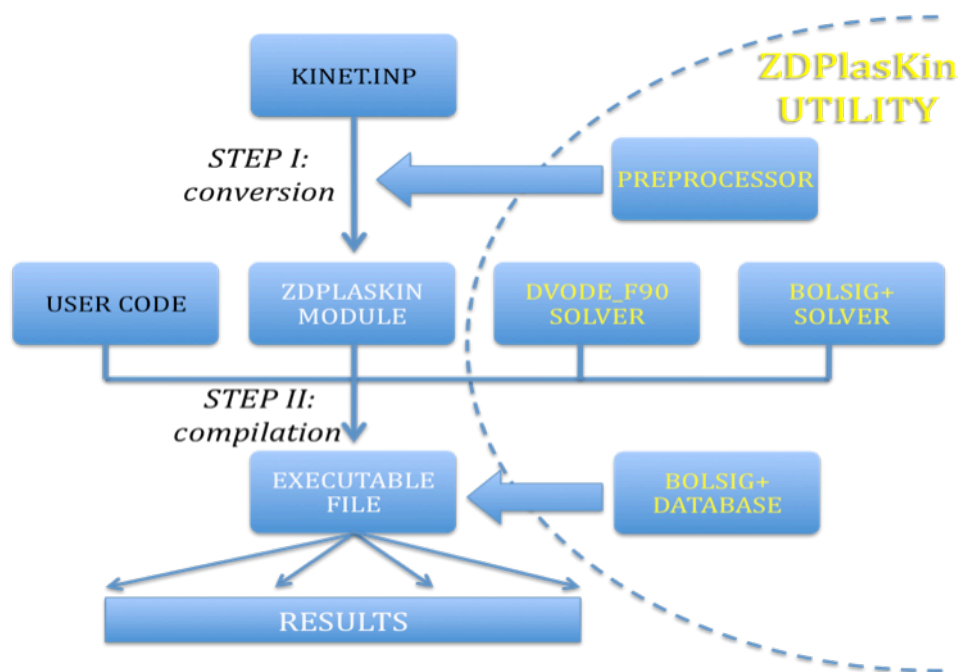 KINET.INP
ZDPlasKin
UTILITY
STEP I:
conversion
PREPROCESSOR
USER CODE
ZDPLASKIN
MODULE
DVODE_F90
SOLVER
BOLSIG+
SOLVER
STEP II:
compilation
EXECUTABLE
FILE
BOLSIG+
DATABASE
RESULTS